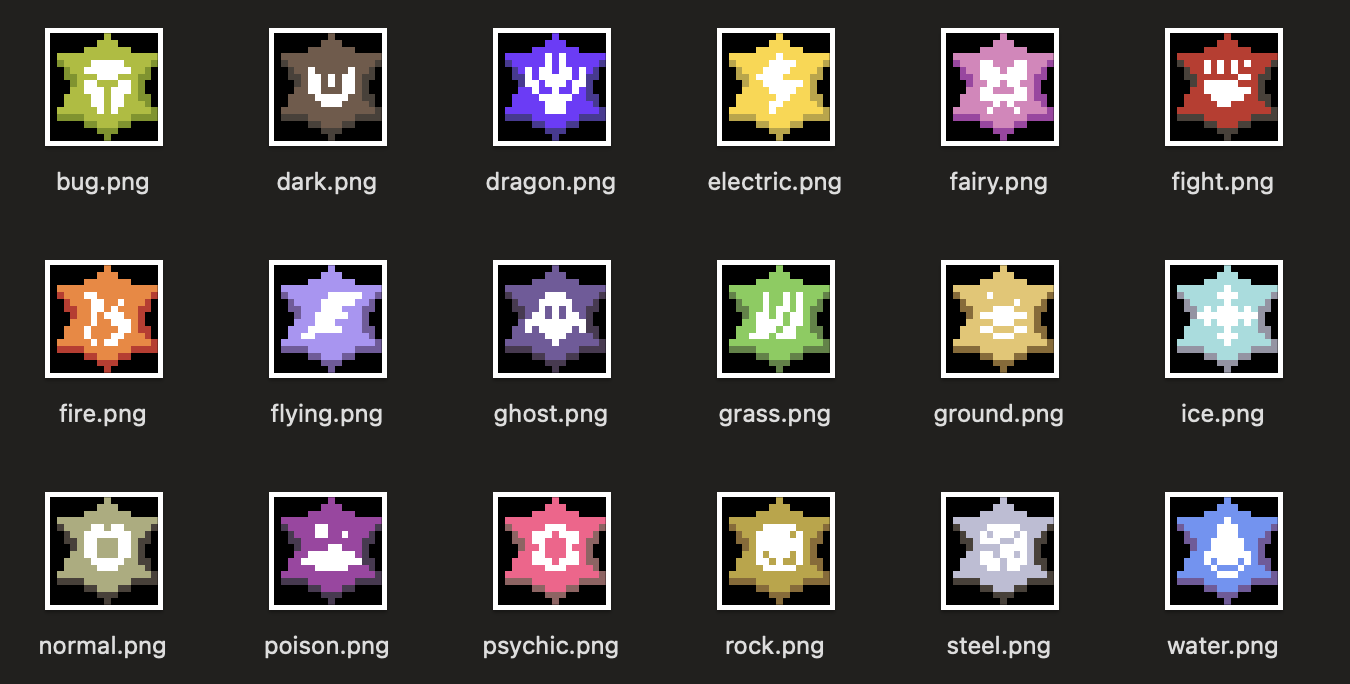 bug.png dark.png dragon.png electric.png fairy.png fight.png
fire.png flying.png ghost.png grass.png ground.png ice.png
normal.png poison.png psychic.png rock.png steel.png water.png